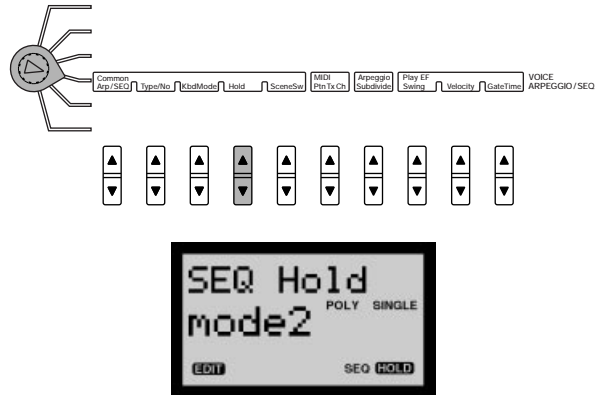 Common MIDI Arpeggio Play EF VOICE
Arp/SEQ Type/No KbdMode Hold SceneSw PtnTxCh Subdivide Swing Velocity GateTime ARPEGGIO/SEQ
SEQ Hold
POLY SINGLE
mode2
EDIT SEQ HOLD